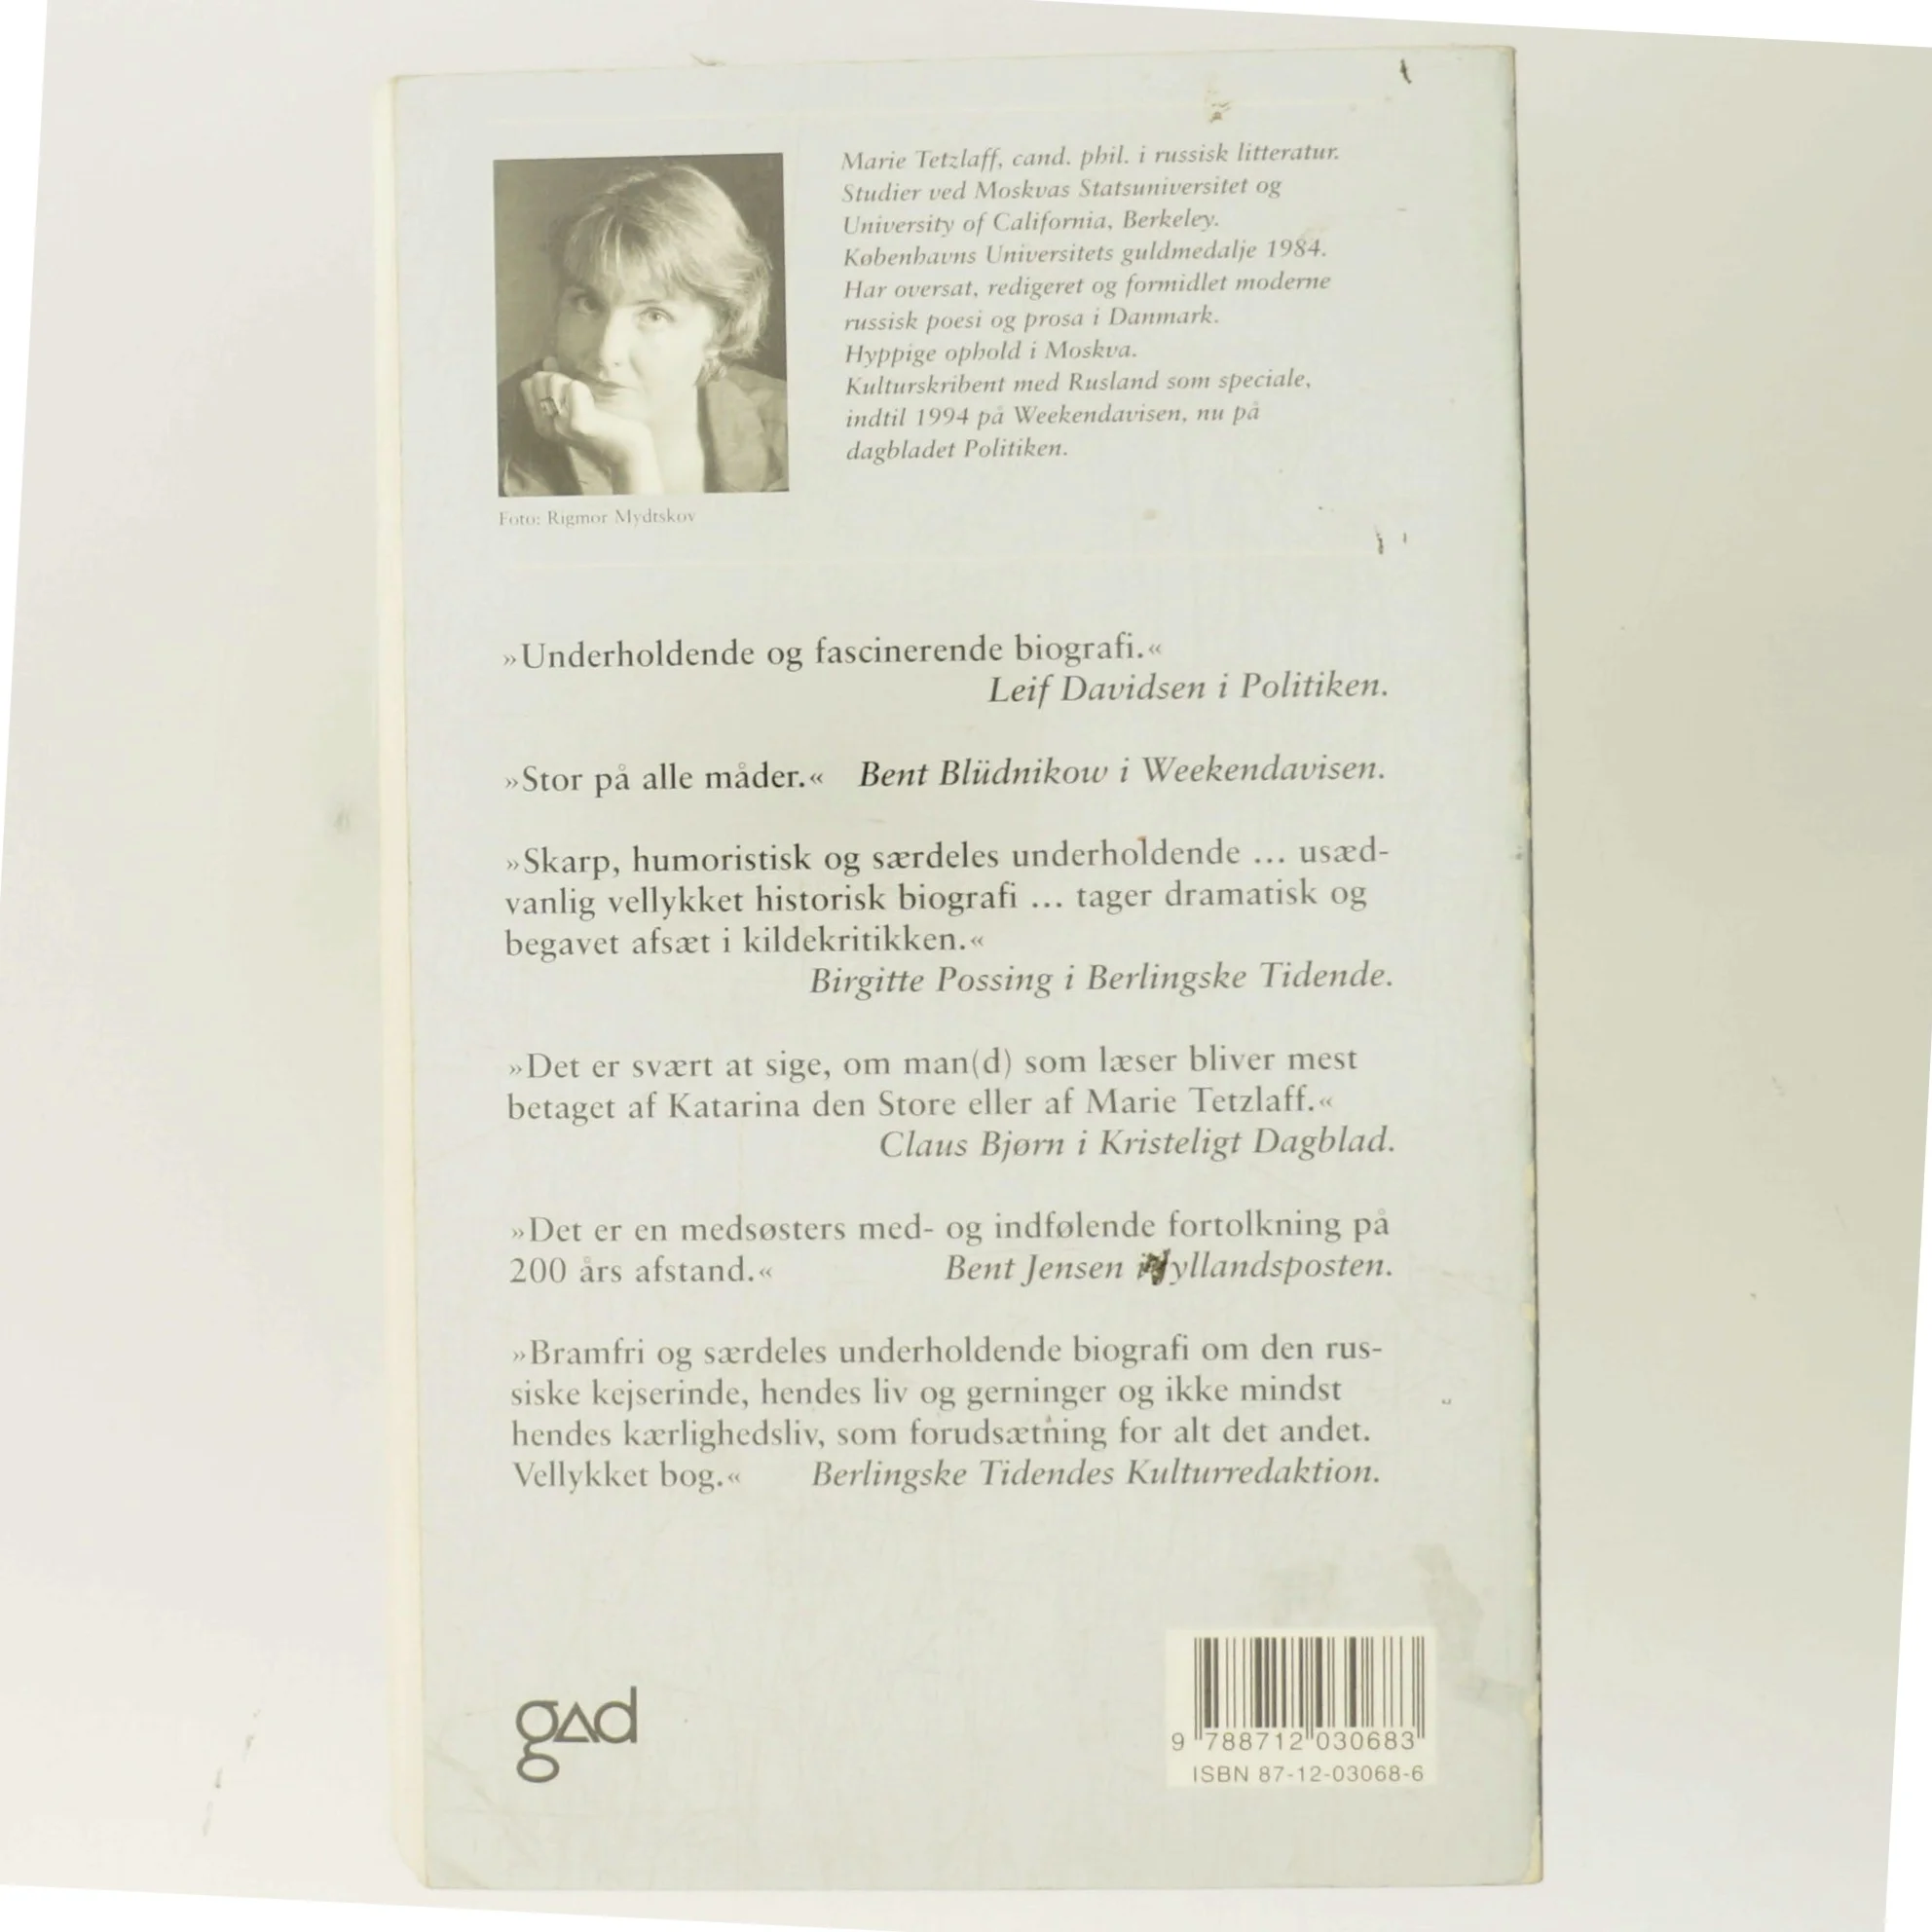 Marie Tetzlaff, cand. phil. i russisk litteratur.
Studier ved Moskvas Statsuniversitet og
University of California, Berkeley.
Københavns Universitets guldmedalje 1984.
Har oversat, redigeret og formidlet moderne
russisk poesi og prosa i Danmark.
Hyppige ophold i Moskva.
Kulturskribent med Rusland som speciale,
indtil 1994 på Weekendavisen, nu på
dagbladet Politiken.
Foto: Rigmor Mydtskov
»Underholdende og fascinerende biografi.«
Leif Davidsen i Politiken.
»Stor på alle måder.« Bent Blüdnikow i Weekendavisen.
»Skarp, humoristisk og særdeles underholdende ... usæd-
vanlig vellykket historisk biografi ... tager dramatisk og
begavet afsæt i kildekritikken.«
Birgitte Possing i Berlingske Tidende.
»Det er svært at sige, om man(d) som læser bliver mest
betaget af Katarina den Store eller af Marie Tetzlaff.«
Claus Bjørn i Kristeligt Dagblad.
»Det er en medsøsters med- og indfølende fortolkning på
200 års afstand.« Bent Jensen i Jyllandsposten.
»Bramfri og særdeles underholdende biografi om den rus-
siske kejserinde, hendes liv og gerninger og ikke mindst
hendes kærlighedsliv, som forudsætning for alt det andet.
Vellykket bog.« Berlingske Tidendes Kulturredaktion.
gad
9 788712 030683
ISBN 87-12-03068-6